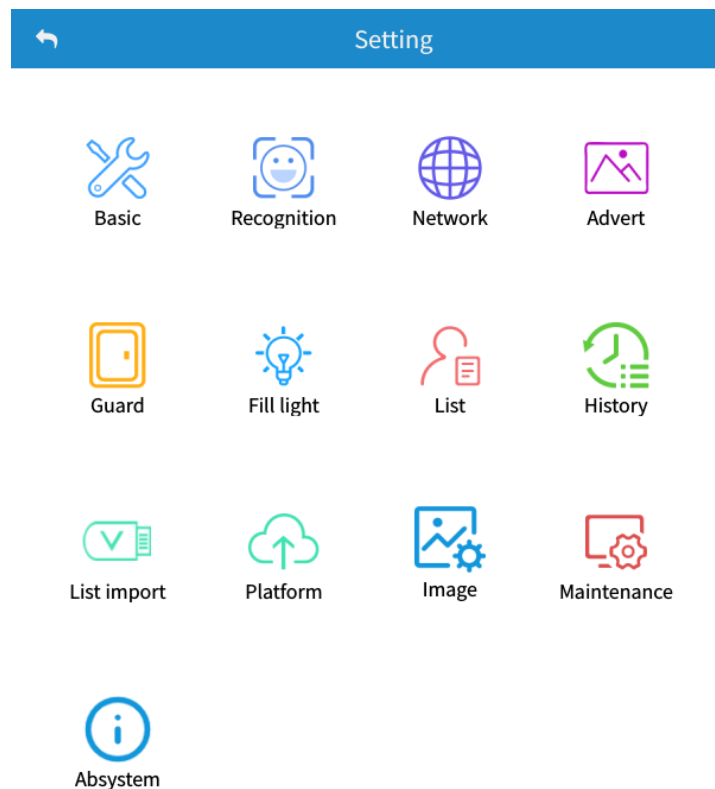 Setting
Basic
Recognition
Network
Advert
Guard
Fill light
List
History
List import
Platform
Image
Maintenance
Absystem